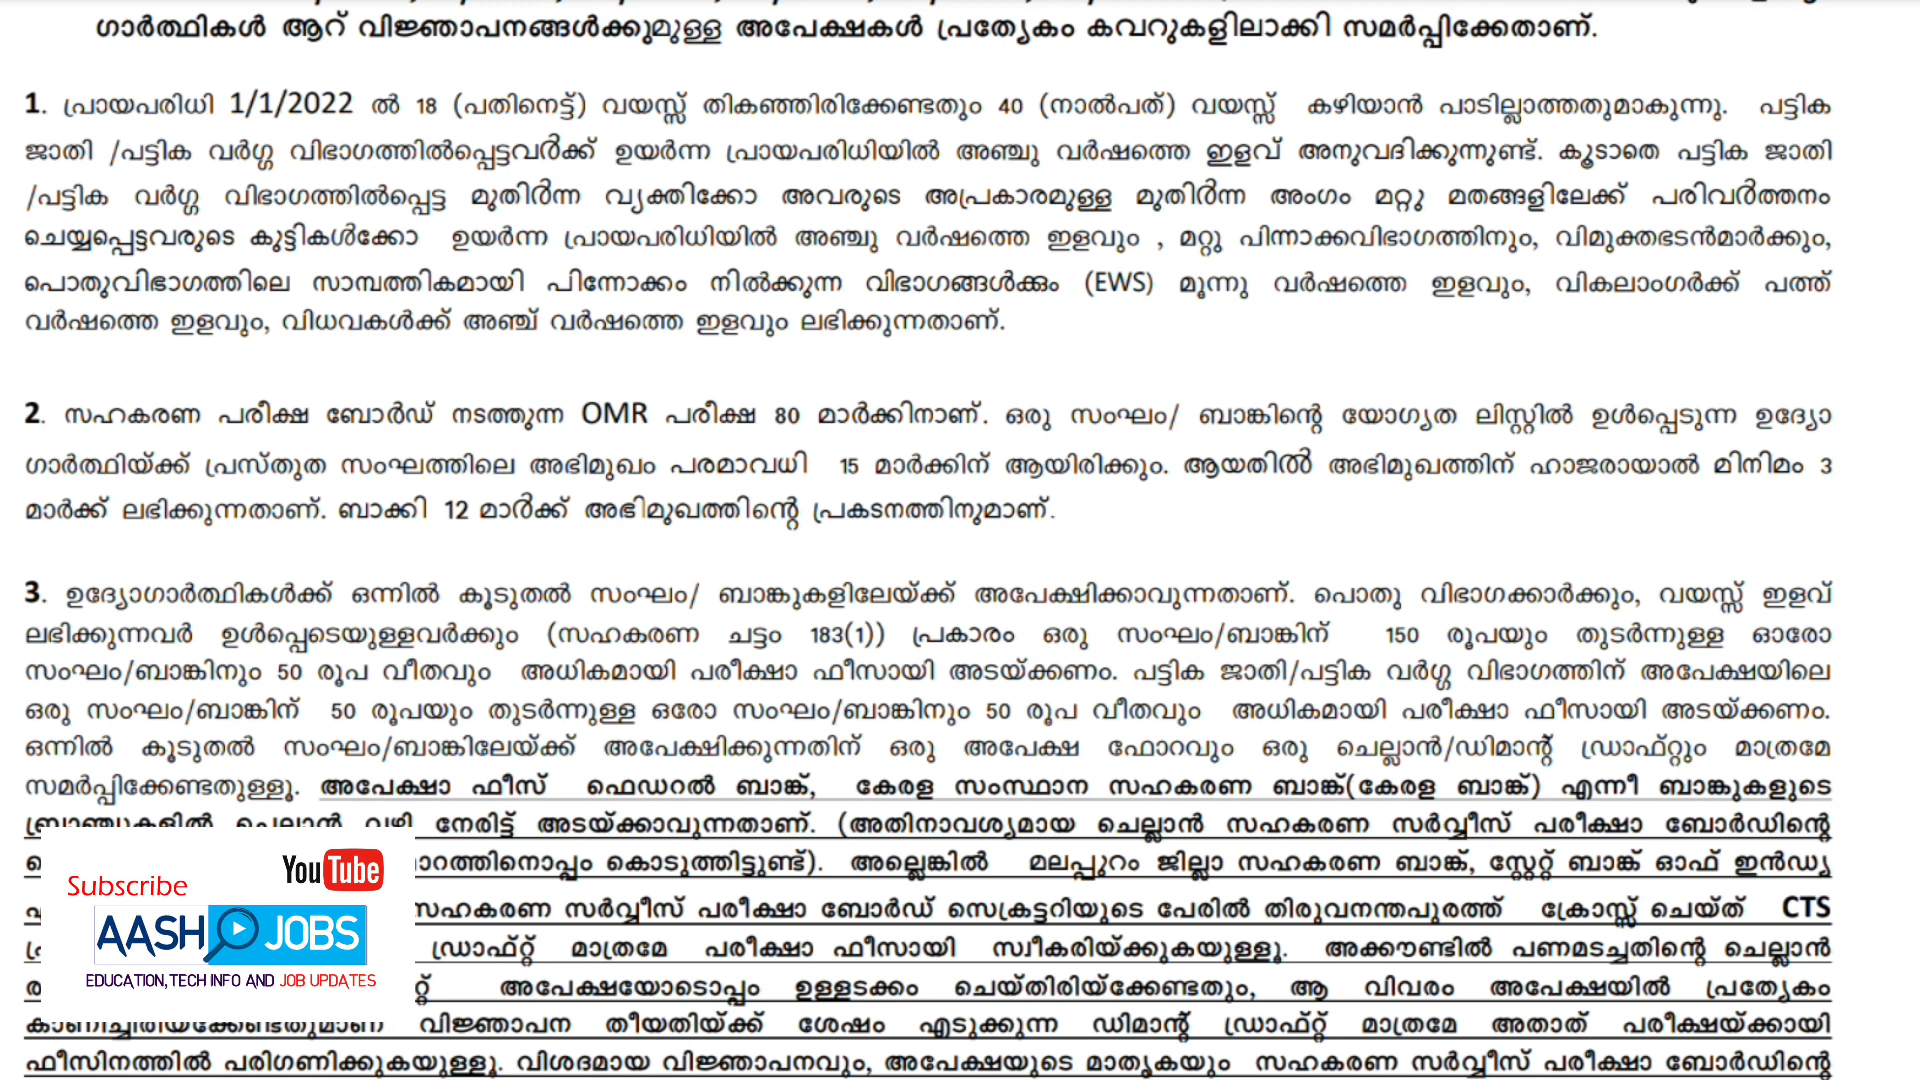 ഗാർത്ഥികൾ ആറ് വിജ്ഞാപനങ്ങൾക്കുമുള്ള അപേക്ഷകൾ പ്രത്യേകം കവറുകളിലാക്കി സമർപ്പിക്കേതാണ്.
1. പ്രായപരിധി 1/1/2022 ൽ 18 (പതിനെട്ട്) വയസ്സ് തികഞ്ഞിരിക്കേണ്ടതും 40 (നാൽപത്) വയസ്സ് കഴിയാൻ പാടില്ലാത്തതുമാകുന്നു. പട്ടിക
ജാതി /പട്ടിക വർഗ്ഗ വിഭാഗത്തിൽപ്പെട്ടവർക്ക് ഉയർന്ന പ്രായപരിധിയിൽ അഞ്ചു വർഷത്തെ ഇളവ് അനുവദിക്കുന്നുണ്ട്. കൂടാതെ പട്ടിക ജാതി
/പട്ടിക വർഗ്ഗ വിഭാഗത്തിൽപ്പെട്ട മുതിർന്ന വ്യക്തിക്കോ അവരുടെ അപ്രകാരമുള്ള മുതിർന്ന അംഗം മറ്റു മതങ്ങളിലേക്ക് പരിവർത്തനം
ചെയ്യപ്പെട്ടവരുടെ കുട്ടികൾക്കോ ഉയർന്ന പ്രായപരിധിയിൽ അഞ്ചു വർഷത്തെ ഇളവും , മറ്റു പിന്നാക്കവിഭാഗത്തിനും, വിമുക്തഭടൻമാർക്കും,
പൊതുവിഭാഗത്തിലെ സാമ്പത്തികമായി പിന്നോക്കം നിൽക്കുന്ന വിഭാഗങ്ങൾക്കും (EWS) മൂന്നു വർഷത്തെ ഇളവും, വികലാംഗർക്ക് പത്ത്
വർഷത്തെ ഇളവും, വിധവകൾക്ക് അഞ്ച് വർഷത്തെ ഇളവും ലഭിക്കുന്നതാണ്.
2. സഹകരണ പരീക്ഷ ബോർഡ് നടത്തുന്ന OMR പരീക്ഷ 80 മാർക്കിനാണ്. ഒരു സംഘം/ ബാങ്കിന്റെ യോഗ്യത ലിസ്റ്റിൽ ഉൾപ്പെടുന്ന ഉദ്യോ
ഗാർത്ഥിയ്ക്ക് പ്രസ്തുത സംഘത്തിലെ അഭിമുഖം പരമാവധി 15 മാർക്കിന് ആയിരിക്കും. ആയതിൽ അഭിമുഖത്തിന് ഹാജരായാൽ മിനിമം 3
മാർക്ക് ലഭിക്കുന്നതാണ്. ബാക്കി 12 മാർക്ക് അഭിമുഖത്തിന്റെ പ്രകടനത്തിനുമാണ്.
3. ഉദ്യോഗാർത്ഥികൾക്ക് ഒന്നിൽ കൂടുതൽ സംഘം/ ബാങ്കുകളിലേയ്ക്ക് അപേക്ഷിക്കാവുന്നതാണ്. പൊതു വിഭാഗക്കാർക്കും, വയസ്സ് ഇളവ്
ലഭിക്കുന്നവർ ഉൾപ്പെടെയുള്ളവർക്കും (സഹകരണ ചട്ടം 183(1)) പ്രകാരം ഒരു സംഘം/ബാങ്കിന് 150 രൂപയും തുടർന്നുള്ള ഓരോ
സംഘം/ബാങ്കിനും 50 രൂപ വീതവും അധികമായി പരീക്ഷാ ഫീസായി അടയ്ക്കണം. പട്ടിക ജാതി/പട്ടിക വർഗ്ഗ വിഭാഗത്തിന് അപേക്ഷയിലെ
ഒരു സംഘം/ബാങ്കിന് 50 രൂപയും തുടർന്നുള്ള ഒരോ സംഘം/ബാങ്കിനും 50 രൂപ വീതവും അധികമായി പരീക്ഷാ ഫീസായി അടയ്ക്കണം.
ഒന്നിൽ കൂടുതൽ സംഘം/ബാങ്കിലേയ്ക്ക് അപേക്ഷിക്കുന്നതിന് ഒരു അപേക്ഷ ഫോറവും ഒരു ചെല്ലാൻ/ഡിമാന്റ് ഡ്രാഫ്റ്റും മാത്രമേ
സമർപ്പിക്കേണ്ടതുള്ളൂ. അപേക്ഷാ ഫീസ് ഫെഡറൽ ബാങ്ക്, കേരള സംസ്ഥാന സഹകരണ ബാങ്ക്(കേരള ബാങ്ക്) എന്നീ ബാങ്കുകളുടെ
ബ്രാഞ്ചുകളിൽ ചെലാൻ വഴി നേരിട്ട് അടയ്ക്കാവുന്നതാണ്. (അതിനാവശ്യമായ ചെല്ലാൻ സഹകരണ സർവ്വീസ് പരീക്ഷാ ബോർഡിന്റെ
ാറത്തിനൊപ്പം കൊടുത്തിട്ടുണ്ട്). അല്ലെങ്കിൽ മലപ്പുറം ജില്ലാ സഹകരണ ബാങ്ക്, സ്റ്റേറ്റ് ബാങ്ക് ഓഫ് ഇൻഡ്യ
സഹകരണ സർവ്വീസ് പരീക്ഷാ ബോർഡ് സെക്രട്ടറിയുടെ പേരിൽ തിരുവനന്തപുരത്ത് ക്രോസ്സ് ചെയ്ത് CTS
ഡ്രാഫ്റ്റ് മാത്രമേ പരീക്ഷാ ഫീസായി സ്വീകരിയ്ക്കുകയുള്ളൂ. അക്കൗണ്ടിൽ പണമടച്ചതിന്റെ ചെല്ലാൻ
റ്റ് അപേക്ഷയോടൊപ്പം ഉള്ളടക്കം ചെയ്തിരിയ്ക്കേണ്ടതും, ആ വിവരം അപേക്ഷയിൽ പ്രത്യേകം
കാണിച്ചിരിയ്ക്കേണ്ടതുമാണ് വിജ്ഞാപന തീയതിയ്ക്ക് ശേഷം എടുക്കുന്ന ഡിമാന്റ് ഡ്രാഫ്റ്റ് മാത്രമേ അതാത് പരീക്ഷയ്ക്കായി
ഫീസിനത്തിൽ പരിഗണിക്കുകയുള്ളൂ. വിശദമായ വിജ്ഞാപനവും, അപേക്ഷയുടെ മാതൃകയും സഹകരണ സർവ്വീസ് പരീക്ഷാ ബോർഡിന്റെ
Subscribe YouTube
AASH JOBS
EDUCATION,TECH INFO AND JOB UPDATES